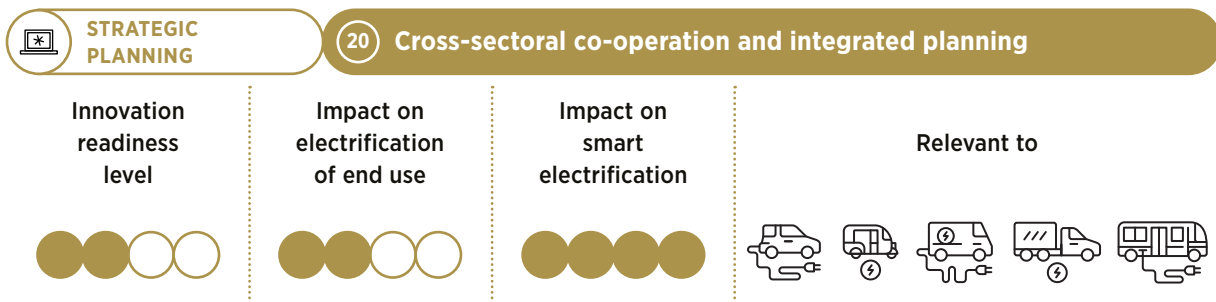 STRATEGIC
PLANNING
20 Cross-sectoral co-operation and integrated planning
Innovation
readiness
level
Impact on
electrification
of end use
Impact on
smart
electrification
Relevant to